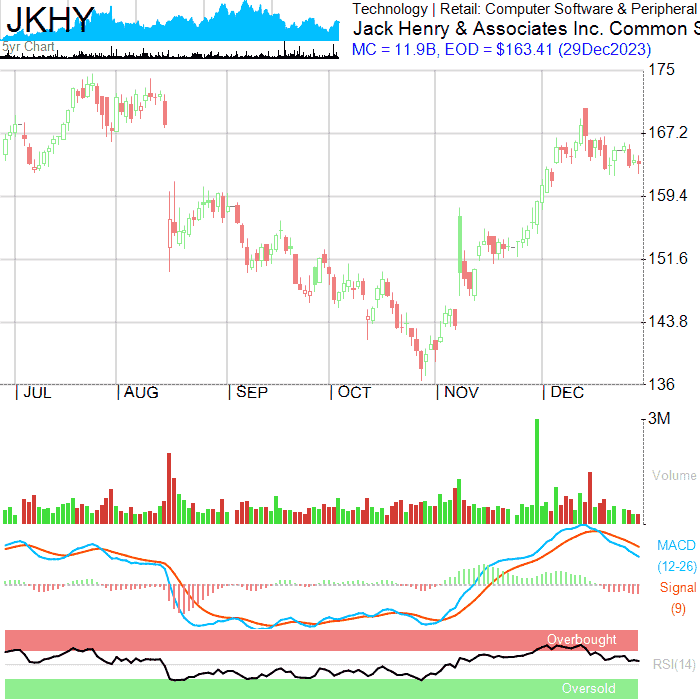 JKHY
5yr Chart
Technology | Retail: Computer Software & Peripheral
Jack Henry & Associates Inc. Common S
MC = 11.9B, EOD = $163.41 (29Dec2023)
175
167.2
159.4
151.6
143.8
136
JUL AUG SEP OCT NOV DEC
3M
Volume
MACD
(12-26)
Signal
(9)
Overbought
RSI(14)
Oversold